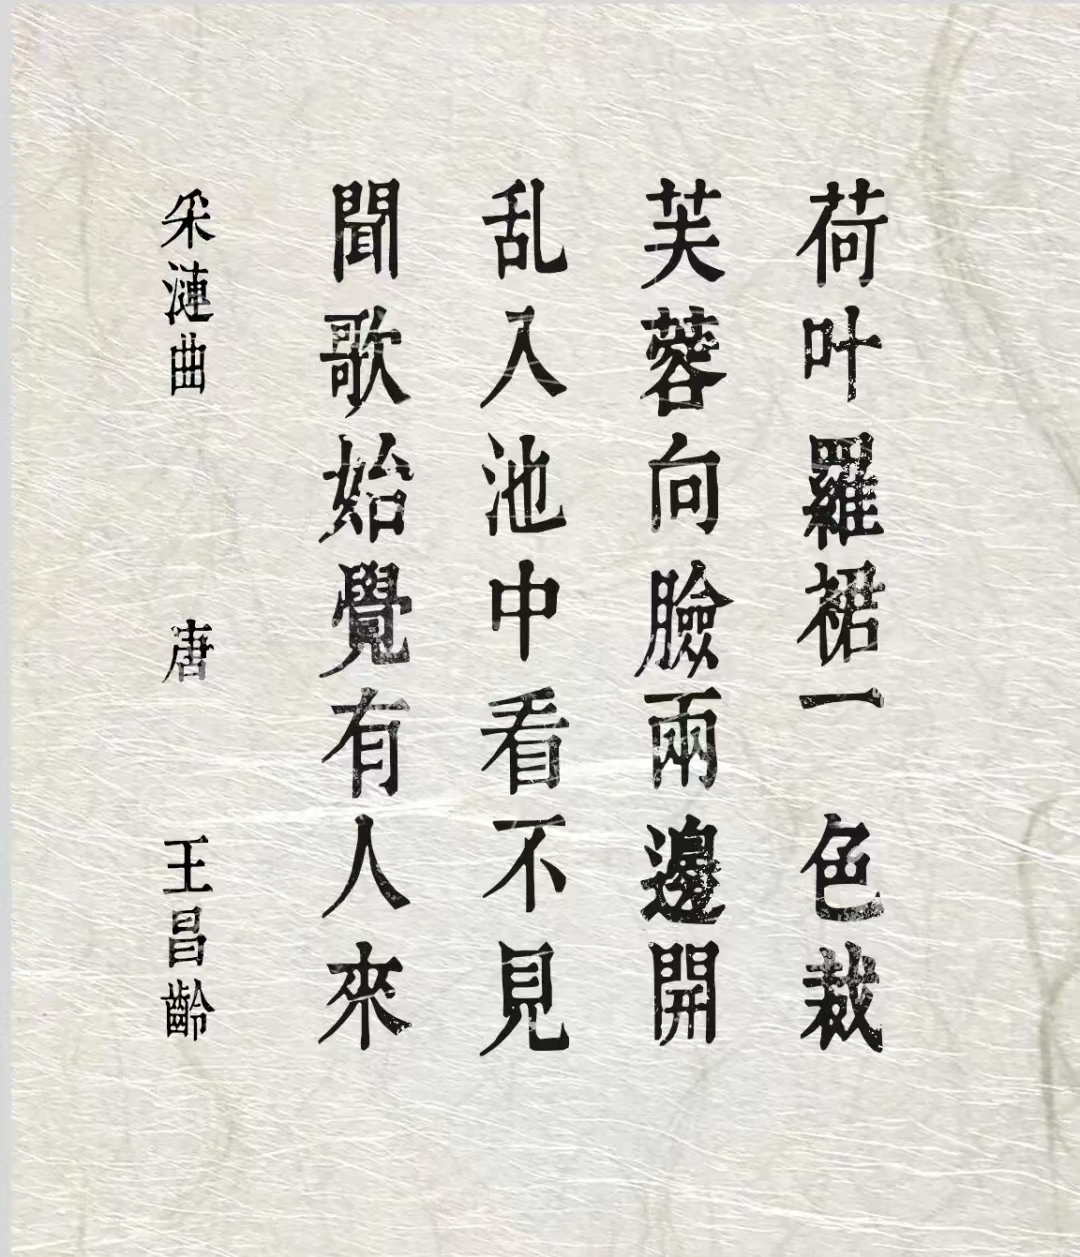 荷叶羅裙一色裁
芙蓉向臉兩邊開
乱入池中看不見
聞歌始覺有人來
采漣曲 唐 王昌齡